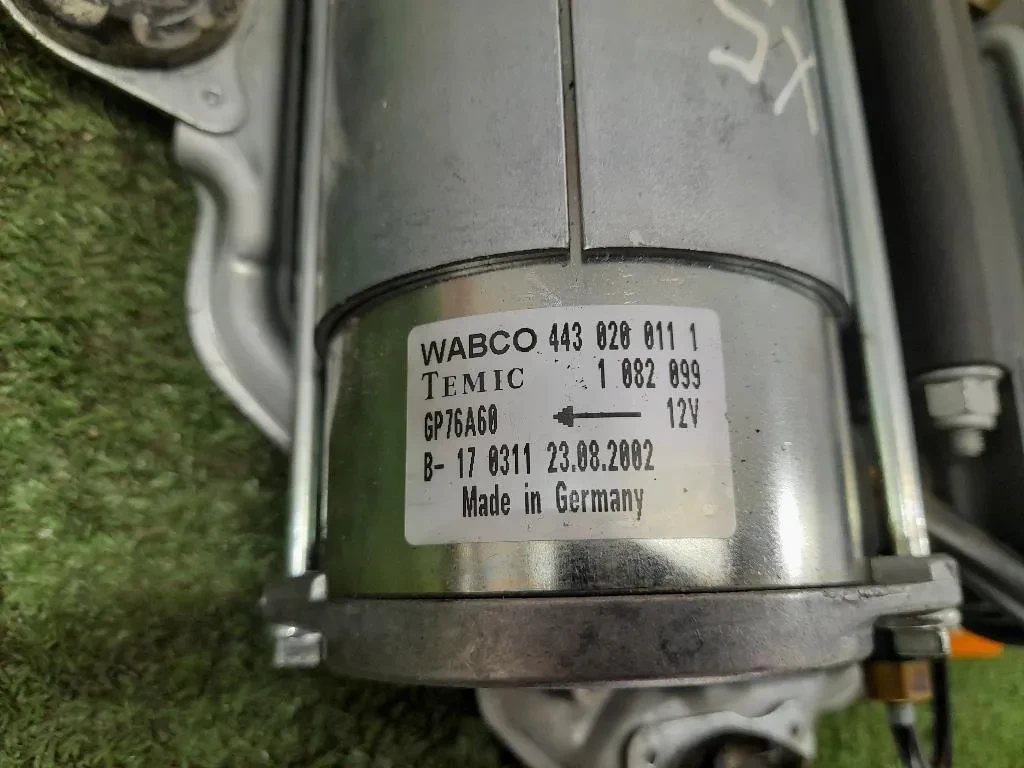 SX
WABCO 443 020 011 1
TEMIC 1 082 099
GP76A60 12V
B- 17 0311 23.08.2002
Made in Germany